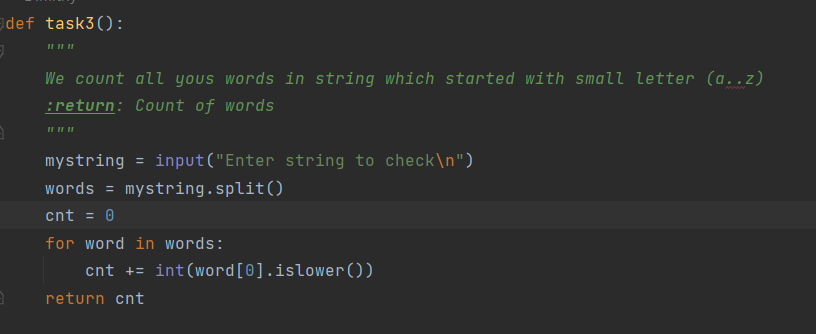 def task3():
    """
    We count all yous words in string which started with small letter (a..z)
    :return: Count of words
    """
    mystring = input("Enter string to check\n")
    words = mystring.split()
    cnt = 0
    for word in words:
        cnt += int(word[0].islower())
    return cnt